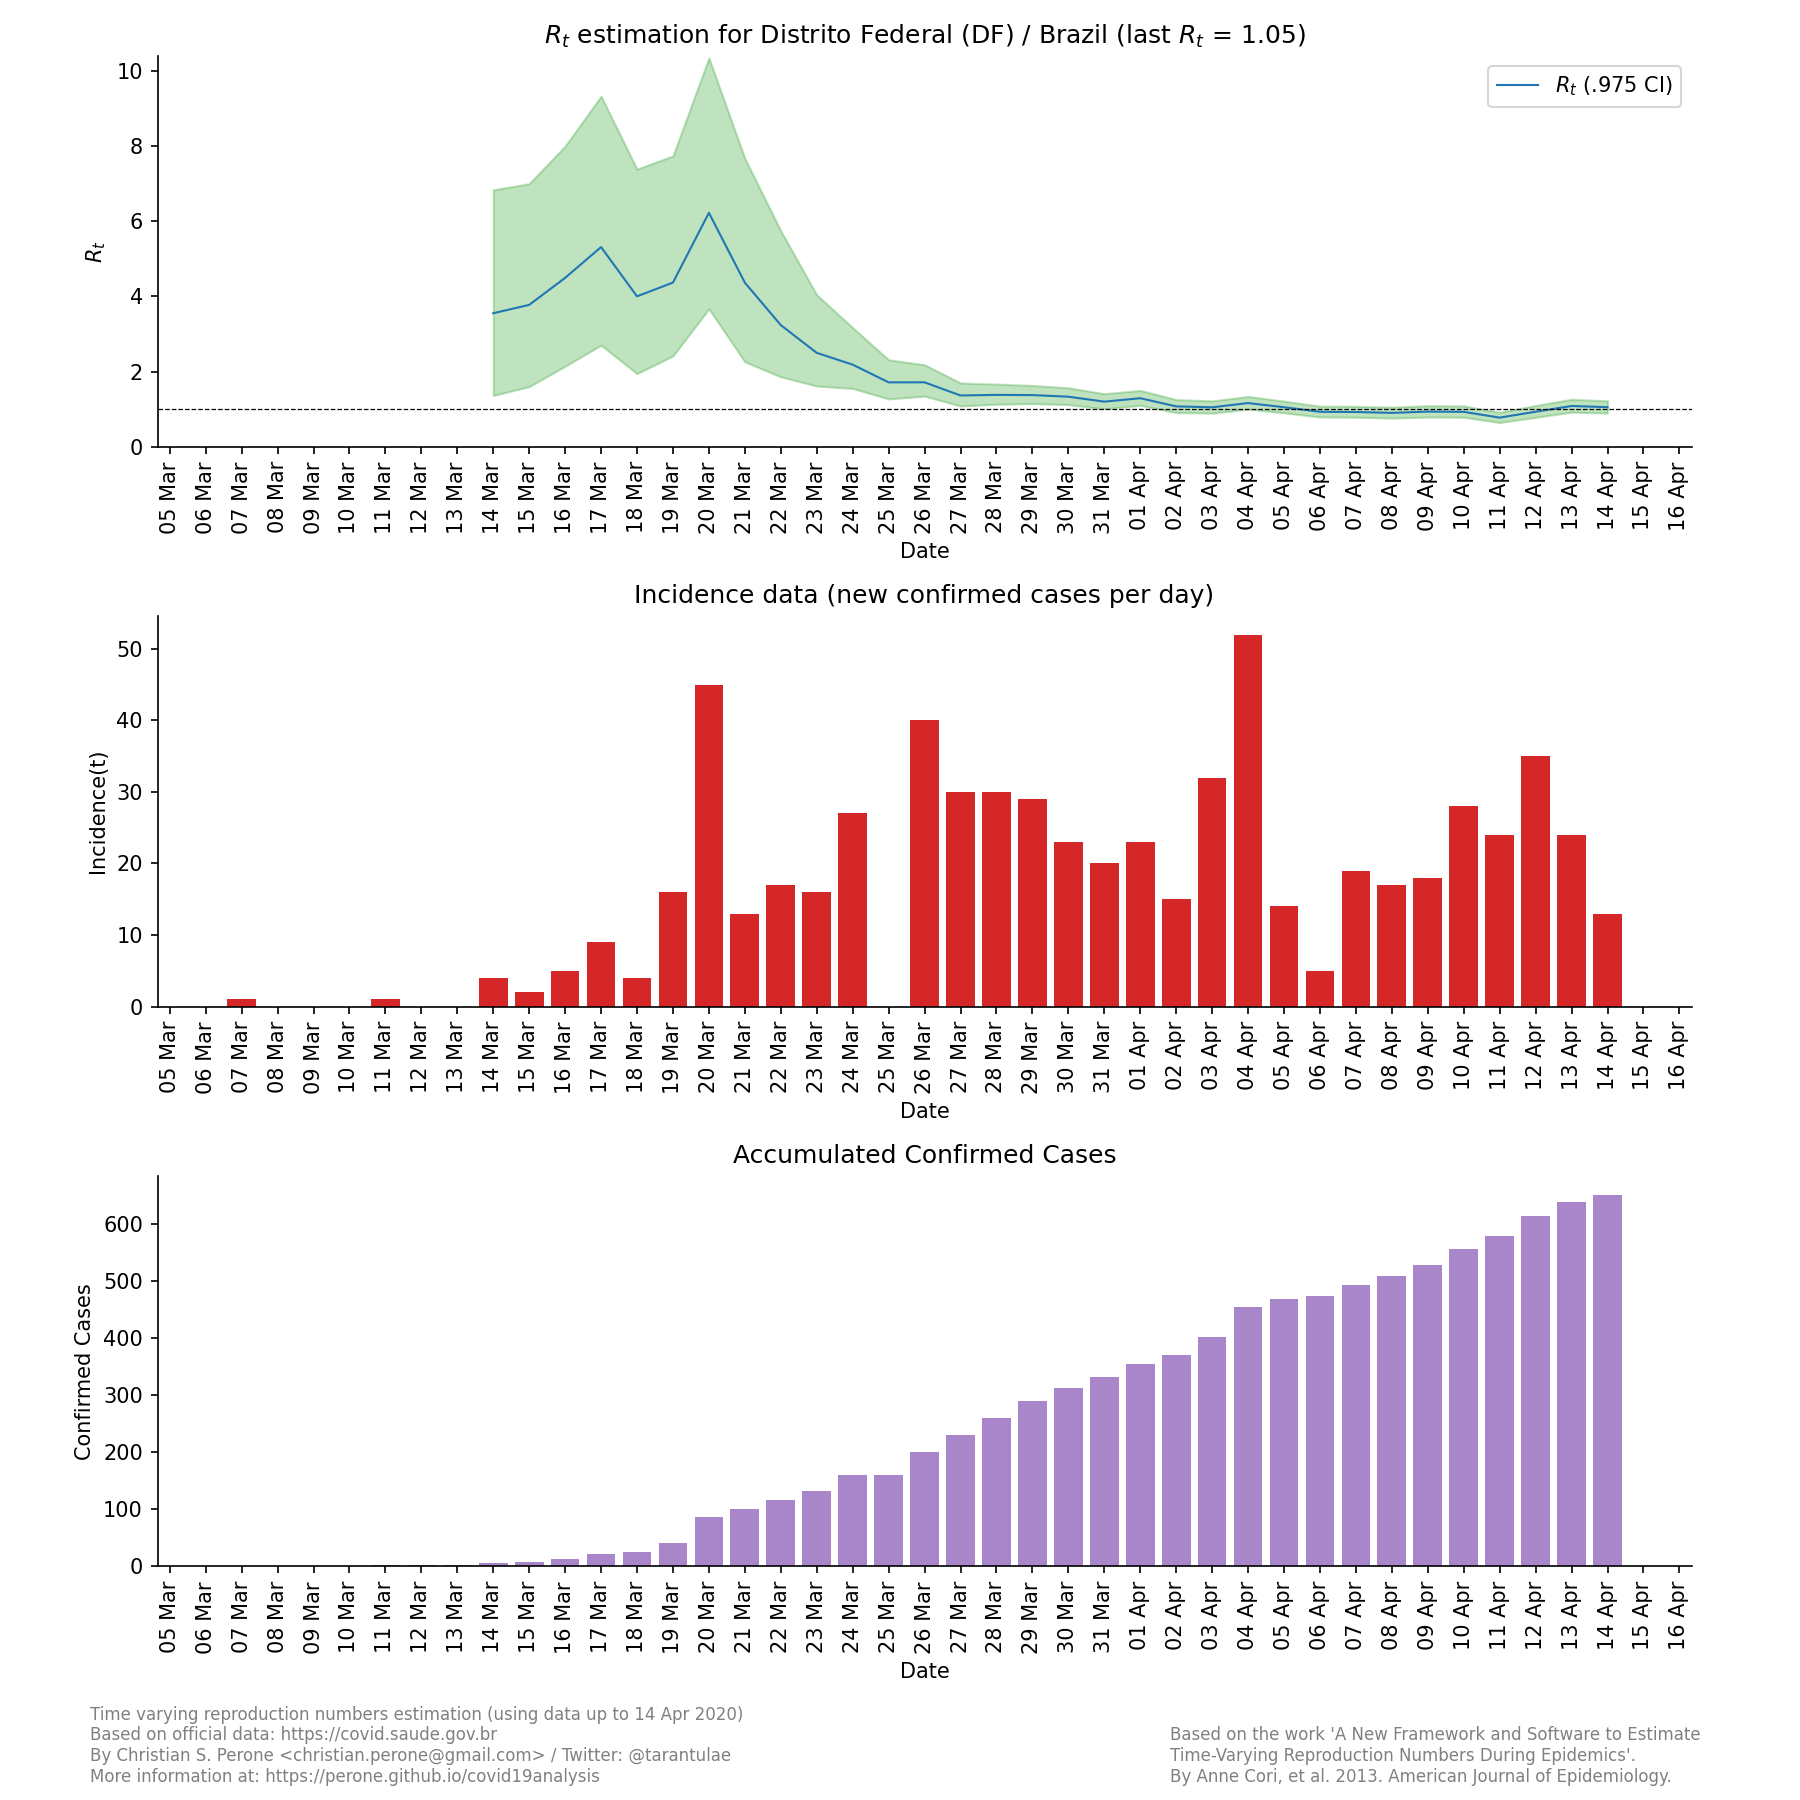 R_t estimation for Distrito Federal (DF) / Brazil (last R_t = 1.05)
R_t (.975 CI)
10
8
6
4
2
0
R_t
05 Mar
06 Mar
07 Mar
08 Mar
09 Mar
10 Mar
11 Mar
12 Mar
13 Mar
14 Mar
15 Mar
16 Mar
17 Mar
18 Mar
19 Mar
20 Mar
21 Mar
22 Mar
23 Mar
24 Mar
25 Mar
26 Mar
27 Mar
28 Mar
29 Mar
30 Mar
31 Mar
01 Apr
02 Apr
03 Apr
04 Apr
05 Apr
06 Apr
07 Apr
08 Apr
09 Apr
10 Apr
11 Apr
12 Apr
13 Apr
14 Apr
15 Apr
16 Apr
Date
Incidence data (new confirmed cases per day)
50
40
30
20
10
0
Incidence(t)
05 Mar
06 Mar
07 Mar
08 Mar
09 Mar
10 Mar
11 Mar
12 Mar
13 Mar
14 Mar
15 Mar
16 Mar
17 Mar
18 Mar
19 Mar
20 Mar
21 Mar
22 Mar
23 Mar
24 Mar
25 Mar
26 Mar
27 Mar
28 Mar
29 Mar
30 Mar
31 Mar
01 Apr
02 Apr
03 Apr
04 Apr
05 Apr
06 Apr
07 Apr
08 Apr
09 Apr
10 Apr
11 Apr
12 Apr
13 Apr
14 Apr
15 Apr
16 Apr
Date
Accumulated Confirmed Cases
600
500
400
300
200
100
0
Confirmed Cases
05 Mar
06 Mar
07 Mar
08 Mar
09 Mar
10 Mar
11 Mar
12 Mar
13 Mar
14 Mar
15 Mar
16 Mar
17 Mar
18 Mar
19 Mar
20 Mar
21 Mar
22 Mar
23 Mar
24 Mar
25 Mar
26 Mar
27 Mar
28 Mar
29 Mar
30 Mar
31 Mar
01 Apr
02 Apr
03 Apr
04 Apr
05 Apr
06 Apr
07 Apr
08 Apr
09 Apr
10 Apr
11 Apr
12 Apr
13 Apr
14 Apr
15 Apr
16 Apr
Date
Time varying reproduction numbers estimation (using data up to 14 Apr 2020)
Based on official data: https://covid.saude.gov.br
By Christian S. Perone <christian.perone@gmail.com> / Twitter: @tarantulae
More information at: https://perone.github.io/covid19analysis
Based on the work 'A New Framework and Software to Estimate
Time-Varying Reproduction Numbers During Epidemics'.
By Anne Cori, et al. 2013. American Journal of Epidemiology.